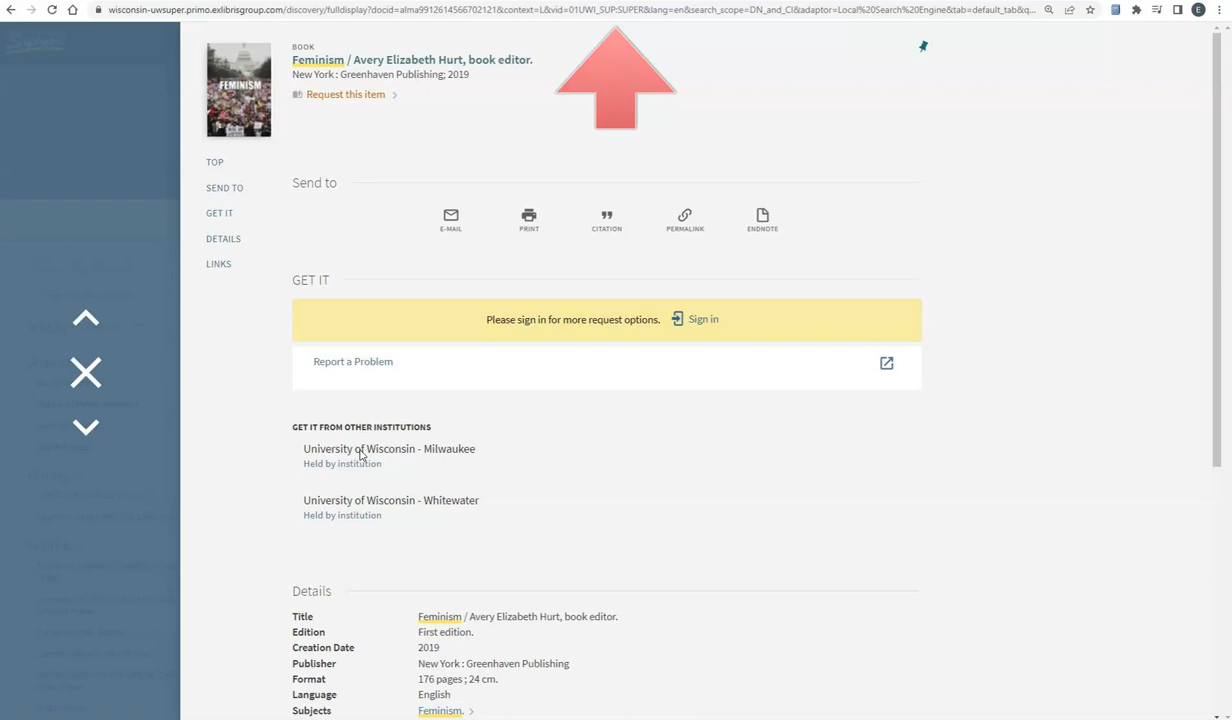 wisconsin-uwsuper.primo.exlibrisgroup.com/discovery/fulldisplay?docid=alma9912614566702121&context=L&vid=01UWI_SUP:SUPER&lang=en&search_scope=DN_and_CI&adaptor=Local%20Search%20Engine&tab=default_tab&q...
E
BOOK
Feminism / Avery Elizabeth Hurt, book editor.
New York : Greenhaven Publishing; 2019
Request this item
FEMINISM
TOP
SEND TO
GET IT
DETAILS
LINKS
Send to
E-MAIL
PRINT
CITATION
PERMALINK
ENDNOTE
GET IT
Please sign in for more request options. Sign in
Report a Problem
GET IT FROM OTHER INSTITUTIONS
University of Wisconsin - Milwaukee
Held by institution
University of Wisconsin - Whitewater
Held by institution
Details
Title Feminism / Avery Elizabeth Hurt, book editor.
Edition First edition.
Creation Date 2019
Publisher New York : Greenhaven Publishing
Format 176 pages ; 24 cm.
Language English
Subjects Feminism.